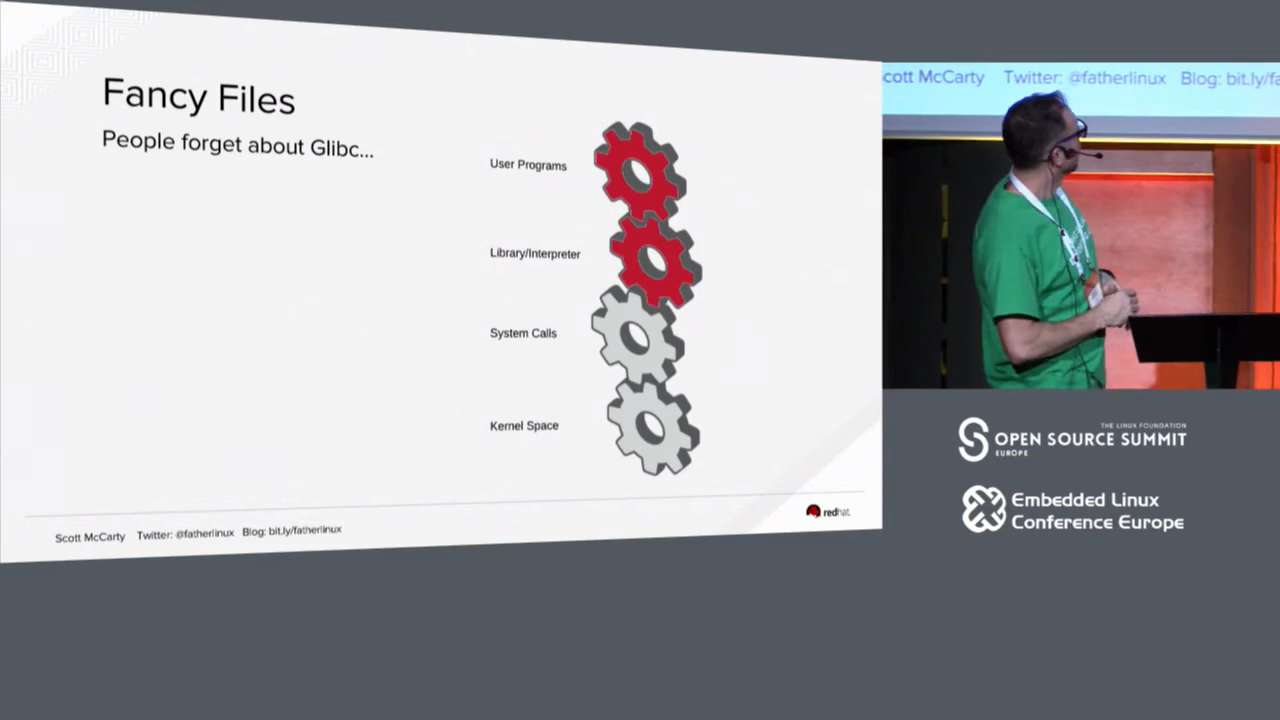 Fancy Files
People forget about Glibc...
User Programs
Library/Interpreter
System Calls
Kernel Space
Scott McCarty Twitter: @fatherlinux Blog: bit.ly/fatherlinux
redhat.
cott McCarty Twitter: @fatherlinux Blog: bit.ly/fa
THE LINUX FOUNDATION
OPEN SOURCE SUMMIT
EUROPE
Embedded Linux
Conference Europe